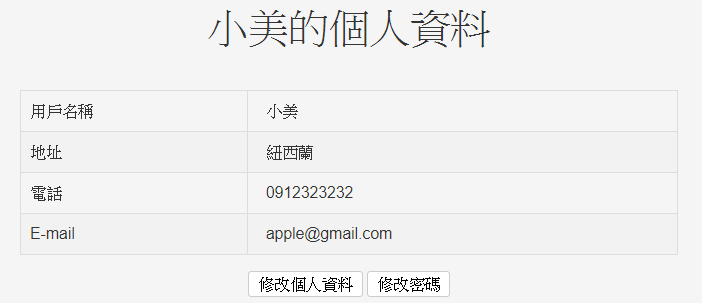 小美的個人資料
用戶名稱 小美
地址 紐西蘭
電話 0912323232
E-mail apple@gmail.com
修改個人資料 修改密碼